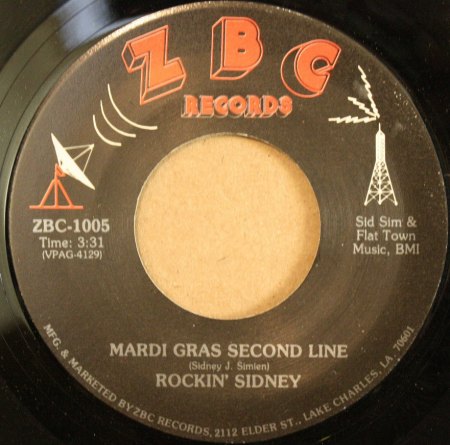 ZBC
RECORDS
ZBC-1005
Time: 3:31
(VPAG-4129)
Sid Sim &
Flat Town
Music, BMI
MARDI GRAS SECOND LINE
(Sidney J. Simien)
ROCKIN' SIDNEY
MFG. & MARKETED BY ZBC RECORDS, 2112 ELDER ST., LAKE CHARLES, LA. 70601